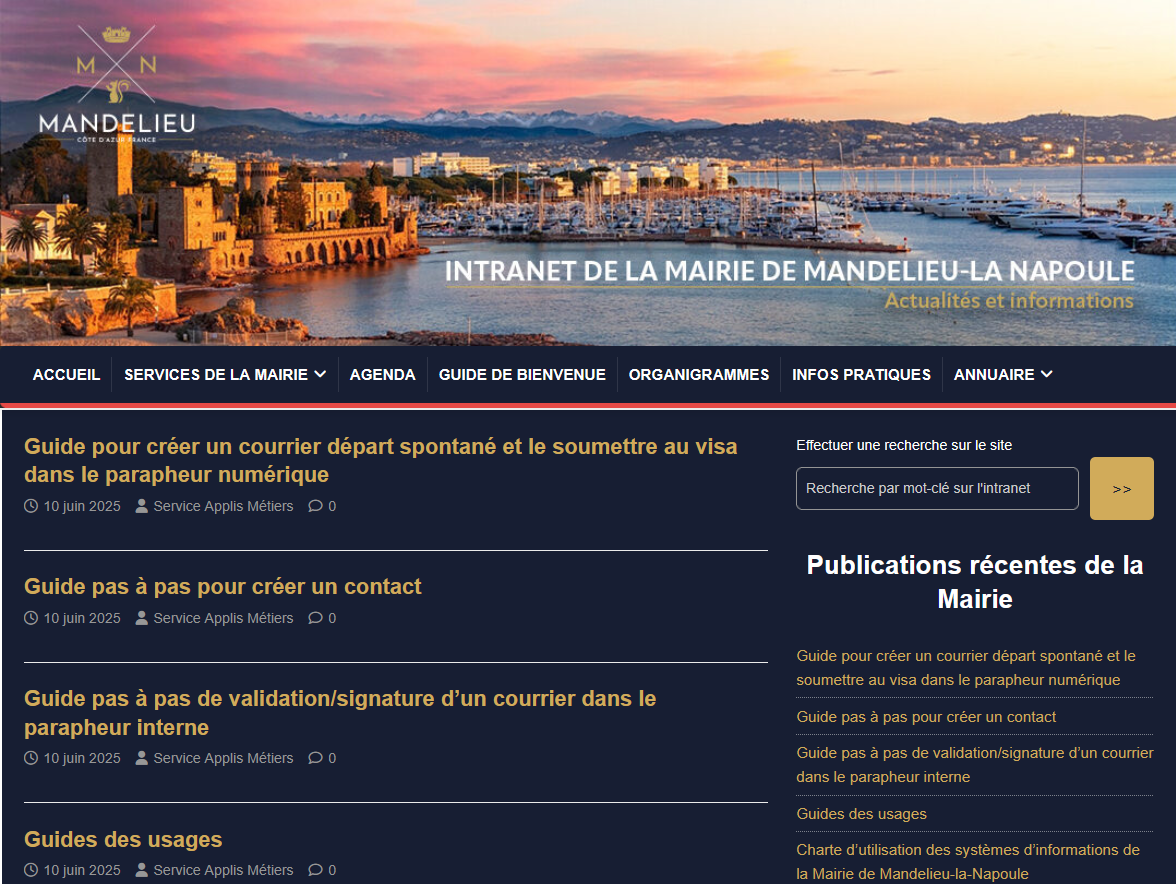 M N
MANDELIEU
CÔTE D'AZUR FRANCE
INTRANET DE LA MAIRIE DE MANDELIEU-LA NAPOULE
Actualités et informations
ACCUEIL SERVICES DE LA MAIRIE AGENDA GUIDE DE BIENVENUE ORGANIGRAMMES INFOS PRATIQUES ANNUAIRE
Guide pour créer un courrier départ spontané et le soumettre au visa
dans le parapheur numérique
10 juin 2025 Service Applis Métiers 0
Guide pas à pas pour créer un contact
10 juin 2025 Service Applis Métiers 0
Guide pas à pas de validation/signature d’un courrier dans le
parapheur interne
10 juin 2025 Service Applis Métiers 0
Guides des usages
10 juin 2025 Service Applis Métiers 0
Effectuer une recherche sur le site
Recherche par mot-clé sur l'intranet >>
Publications récentes de la
Mairie
Guide pour créer un courrier départ spontané et le
soumettre au visa dans le parapheur numérique
Guide pas à pas pour créer un contact
Guide pas à pas de validation/signature d’un courrier
dans le parapheur interne
Guides des usages
Charte d’utilisation des systèmes d’informations de
la Mairie de Mandelieu-la-Napoule